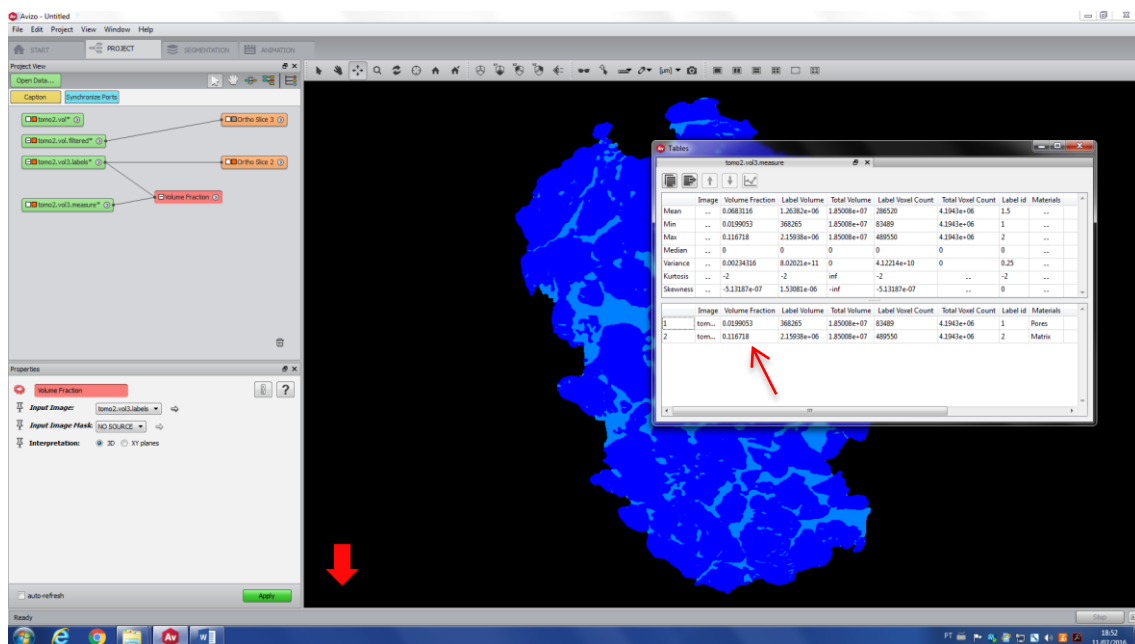 Avizo - Untitled
File Edit Project View Window Help
START PROJECT SEGMENTATION ANIMATION
Project View
Open Data...
Caption Synchronize Ports
tomo2.vol* Ortho Slice 3
tomo2.vol.filtered*
tomo2.vol3.labels* Ortho Slice 2
Volume Fraction
tomo2.vol3.measure*
Tables
tomo2.vol3.measure
Image Volume Fraction Label Volume Total Volume Label Voxel Count Total Voxel Count Label id Materials
Mean .. 0.0683116 1.26382e+06 1.85008e+07 286520 4.1943e+06 1.5 ..
Min .. 0.0199053 368265 1.85008e+07 83489 4.1943e+06 1 ..
Max .. 0.116718 2.15938e+06 1.85008e+07 489550 4.1943e+06 2 ..
Median .. 0 0 0 0 0 0 ..
Variance .. 0.00234316 8.02021e+11 0 4.12214e+10 0 0.25 ..
Kurtosis .. -2 -2 inf -2 .. -2 ..
Skewness .. -5.13187e-07 1.53081e-06 -inf -5.13187e-07 .. 0 ..
Image Volume Fraction Label Volume Total Volume Label Voxel Count Total Voxel Count Label id Materials
1 tom... 0.0199053 368265 1.85008e+07 83489 4.1943e+06 1 Pores
2 tom... 0.116718 2.15938e+06 1.85008e+07 489550 4.1943e+06 2 Matrix
Properties
Volume Fraction
Input Image: tomo2.vol3.labels
Input Image Mask: NO SOURCE
Interpretation: 3D XY planes
auto-refresh Apply
Ready Stop
PT 18:52
11/07/2016